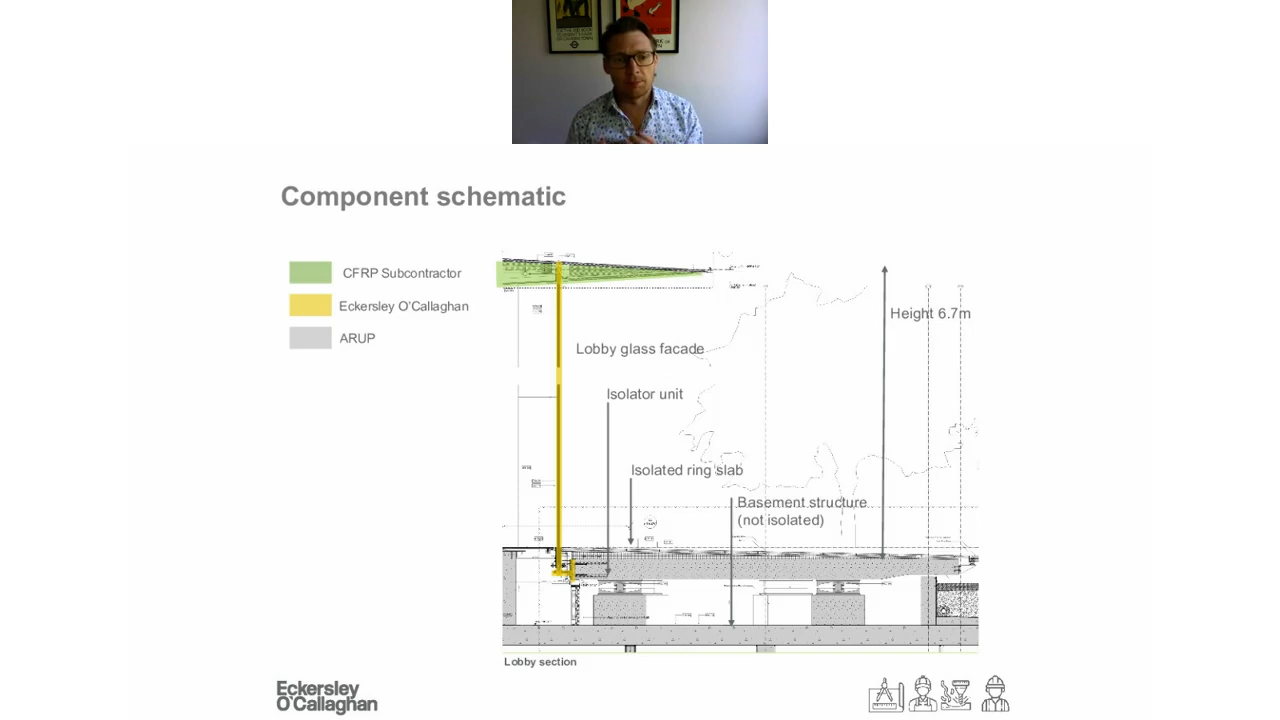 Component schematic
CFRP Subcontractor
Eckersley O'Callaghan
ARUP
Height 6.7m
Lobby glass facade
Isolator unit
Isolated ring slab
Basement structure
(not isolated)
Lobby section
Eckersley
O'Callaghan